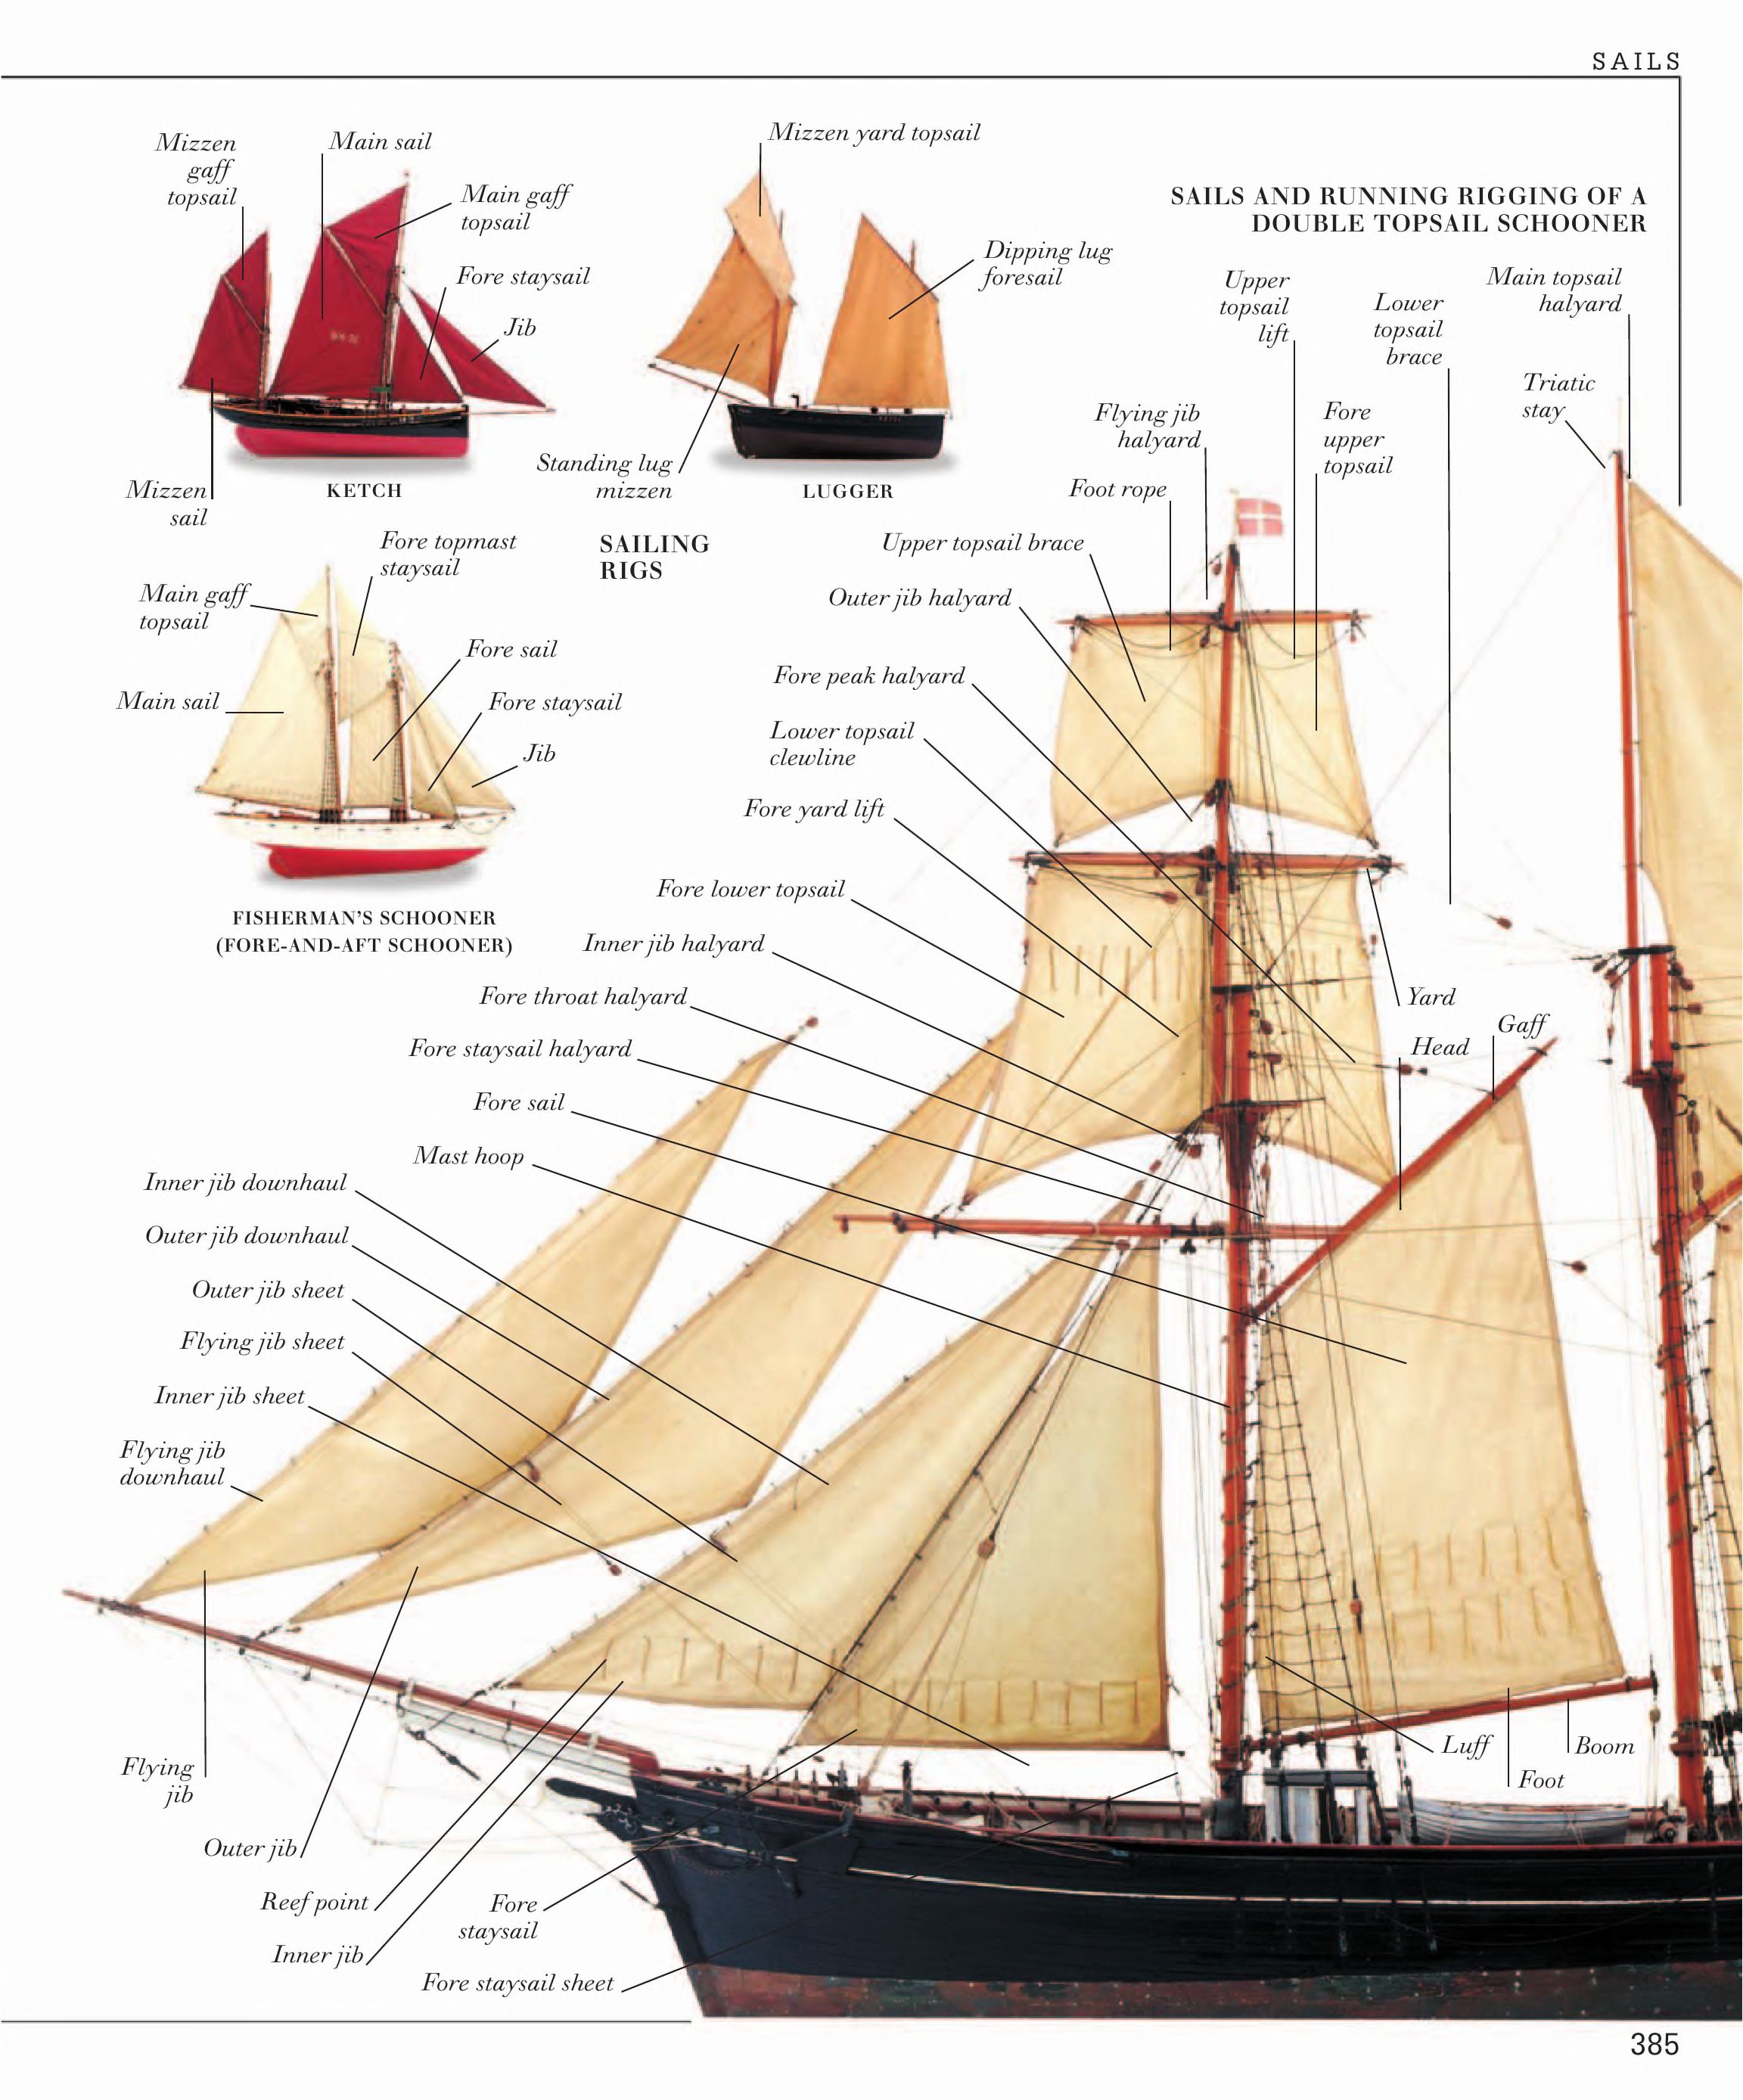 SAILS
Mizzen
gaff
topsail
Main sail
Main gaff
topsail
Fore staysail
Jib
Mizzen
sail
KETCH
Mizzen yard topsail
Dipping lug
foresail
Standing lug
mizzen
LUGGER
SAILING
RIGS
Fore topmast
staysail
Main gaff
topsail
Fore sail
Main sail
Fore staysail
Jib
FISHERMAN'S SCHOONER
(FORE-AND-AFT SCHOONER)
SAILS AND RUNNING RIGGING OF A
DOUBLE TOPSAIL SCHOONER
Upper
topsail
lift
Lower
topsail
brace
Main topsail
halyard
Triatic
stay
Flying jib
halyard
Fore
upper
topsail
Foot rope
Upper topsail brace
Outer jib halyard
Fore peak halyard
Lower topsail
clewline
Fore yard lift
Fore lower topsail
Inner jib halyard
Fore throat halyard
Fore staysail halyard
Fore sail
Mast hoop
Yard
Gaff
Head
Inner jib downhaul
Outer jib downhaul
Outer jib sheet
Flying jib sheet
Inner jib sheet
Flying jib
downhaul
Flying
jib
Outer jib
Reef point
Inner jib
Fore
staysail
Fore staysail sheet
Luff
Boom
Foot
385